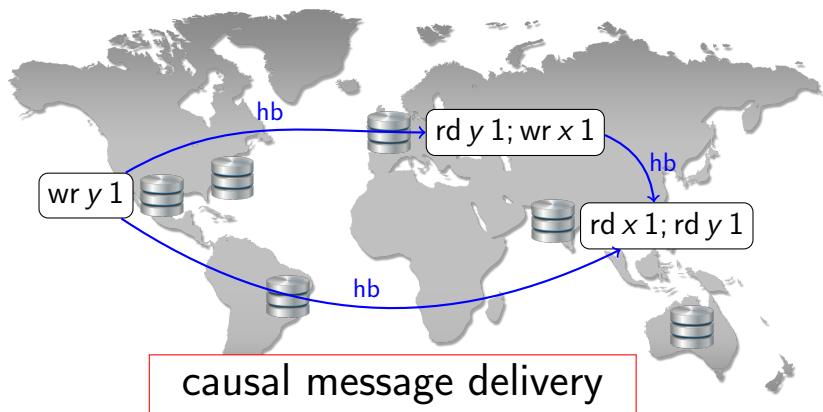 hb
rd y 1; wr x 1
hb
wr y 1
rd x 1; rd y 1
hb
causal message delivery